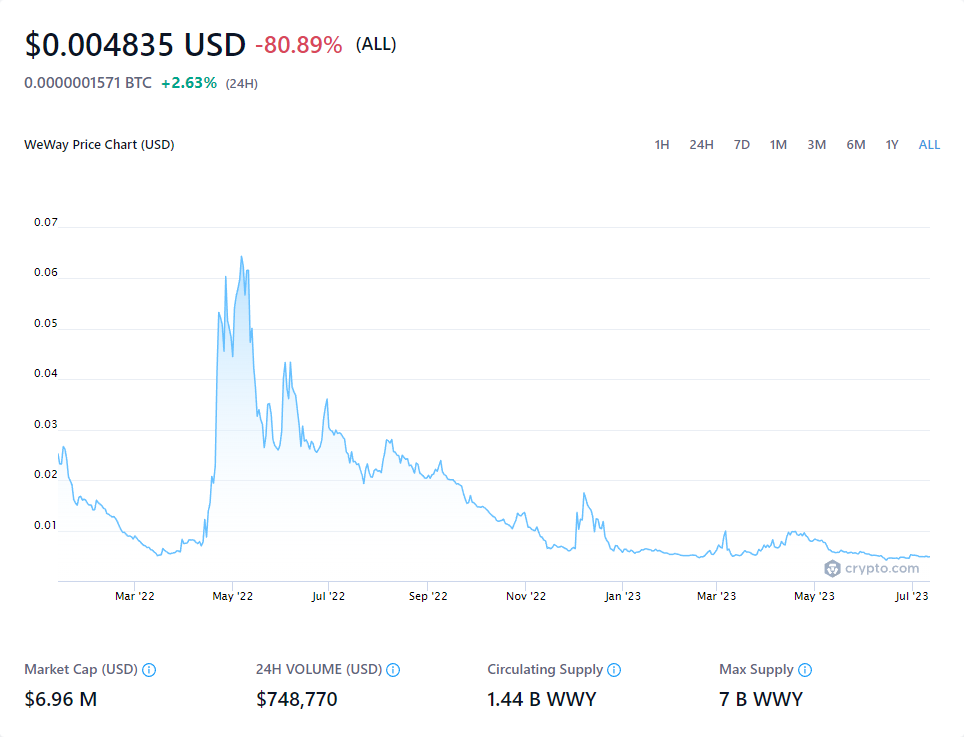 $0.004835 USD -80.89% (ALL)
0.0000001571 BTC +2.63% (24H)
WeWay Price Chart (USD) 1H 24H 7D 1M 3M 6M 1Y ALL
0.07
0.06
0.05
0.04
0.03
0.02
0.01
crypto.com
Mar '22 May '22 Jul '22 Sep '22 Nov '22 Jan '23 Mar '23 May '23 Jul '23
Market Cap (USD) 24H VOLUME (USD) Circulating Supply Max Supply
$6.96 M $748,770 1.44 B WWY 7 B WWY